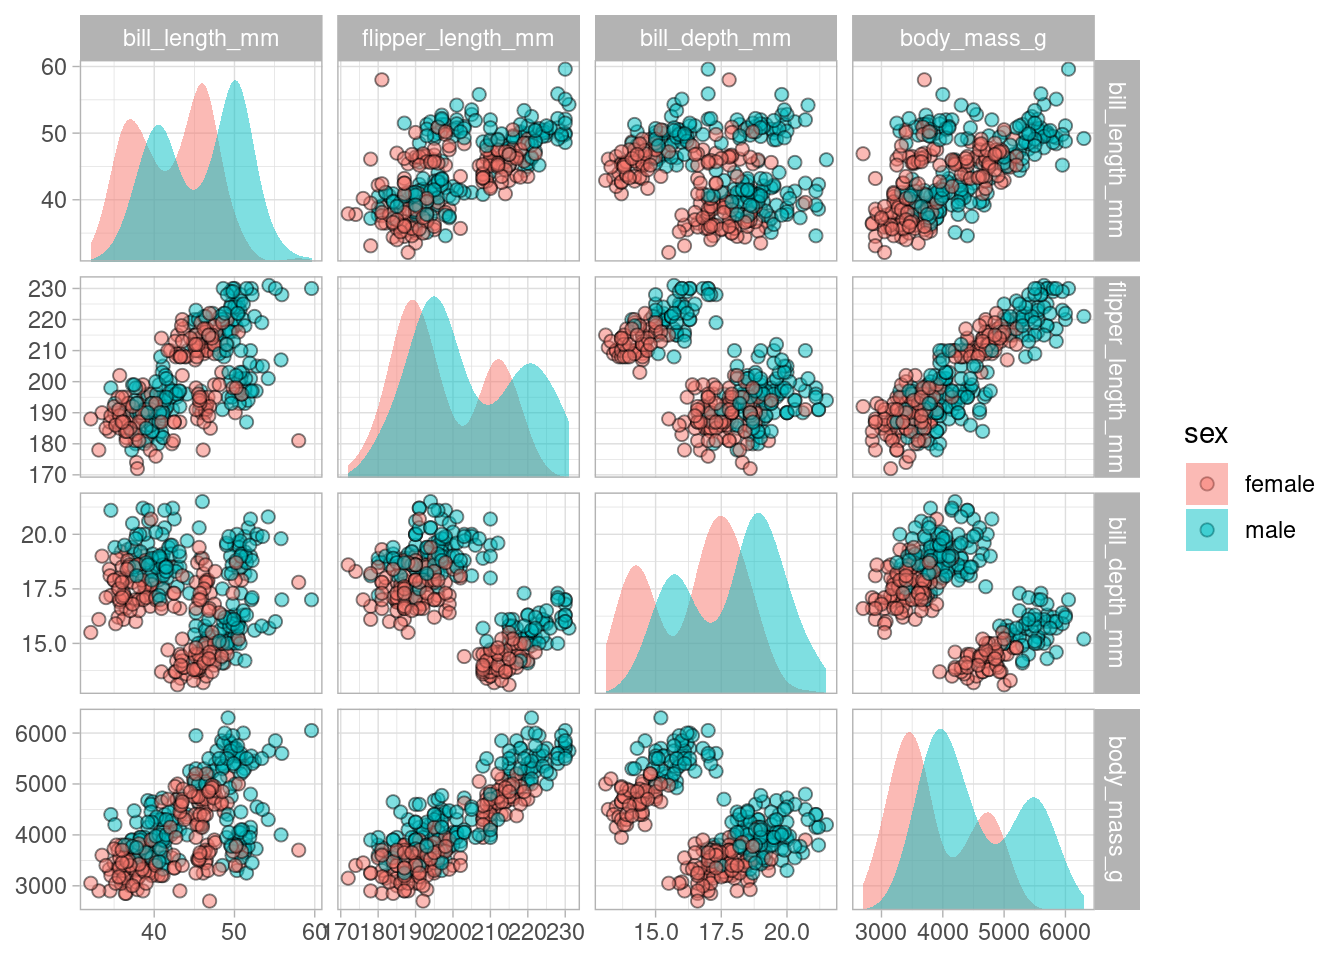 bill_length_mm flipper_length_mm bill_depth_mm body_mass_g
60
50
40
bill_length_mm
230
220
210
200
190
180
170
flipper_length_mm
20.0
17.5
15.0
bill_depth_mm
6000
5000
4000
3000
body_mass_g
40 50 60 170 180 190 200 210 220 230 15.0 17.5 20.0 3000 4000 5000 6000
sex
female
male